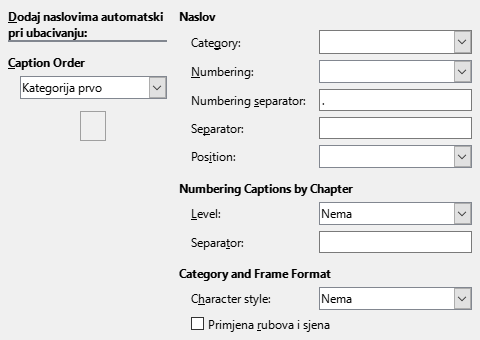 Dodaj naslovima automatski
pri ubacivanju:
Caption Order
Kategorija prvo
Naslov
Category:
Numbering:
Numbering separator: .
Separator:
Position:
Numbering Captions by Chapter
Level: Nema
Separator:
Category and Frame Format
Character style: Nema
Primjena rubova i sjena